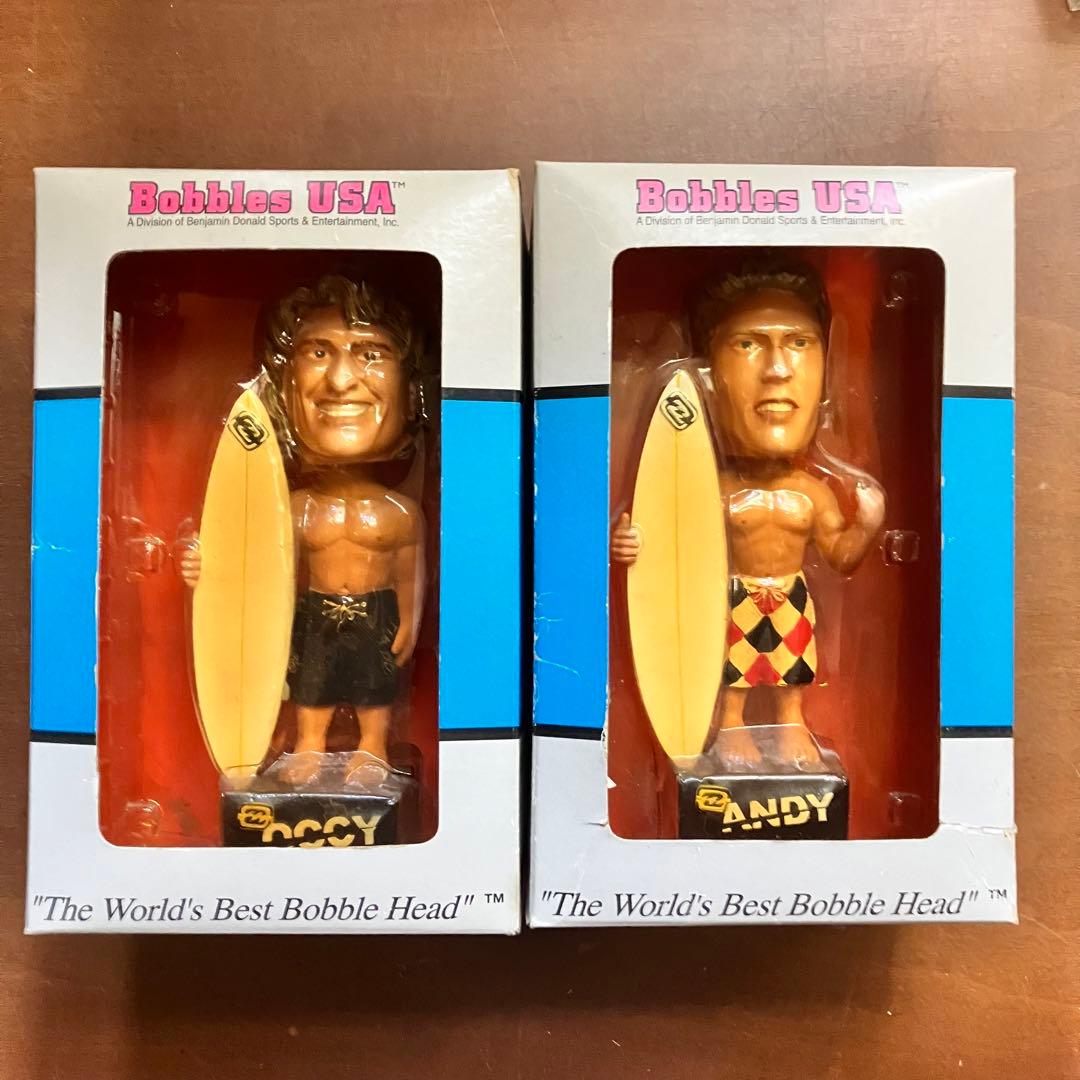 Bobbles USA™
A Division of Benjamin Donald Sports & Entertainment, Inc.
OCCY
"The World's Best Bobble Head" ™
Bobbles USA™
A Division of Benjamin Donald Sports & Entertainment, Inc.
ANDY
"The World's Best Bobble Head" ™